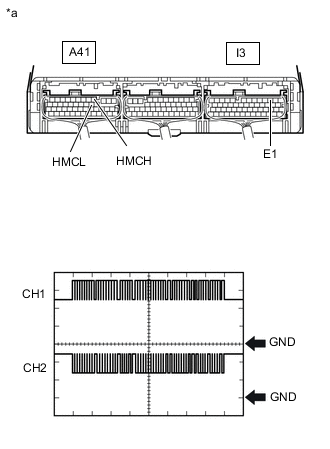 *a
A41
I3
HMCL
HMCH
E1
CH1
GND
CH2
GND